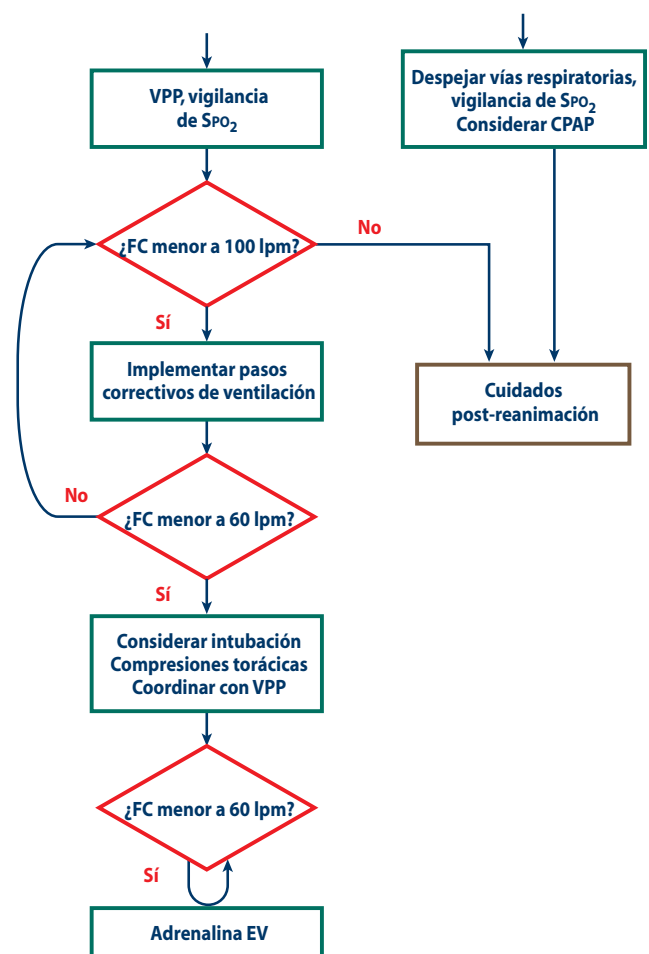 VPP, vigilancia
de SPO₂
Despejar vías respiratorias,
vigilancia de SPO₂
Considerar CPAP
¿FC menor a 100 lpm?
No
Sí
Implementar pasos
correctivos de ventilación
Cuidados
post-reanimación
No
¿FC menor a 60 lpm?
Sí
Considerar intubación
Compresiones torácicas
Coordinar con VPP
¿FC menor a 60 lpm?
Sí
Adrenalina EV